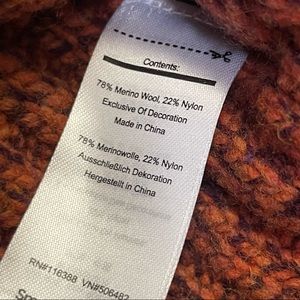 Contents:
78% Merino Wool, 22% Nylon
Exclusive Of Decoration
Made in China
78% Merinowolle, 22% Nylon
Ausschließlich Dekoration
Hergestellt in China
RN#116388 VN#506482